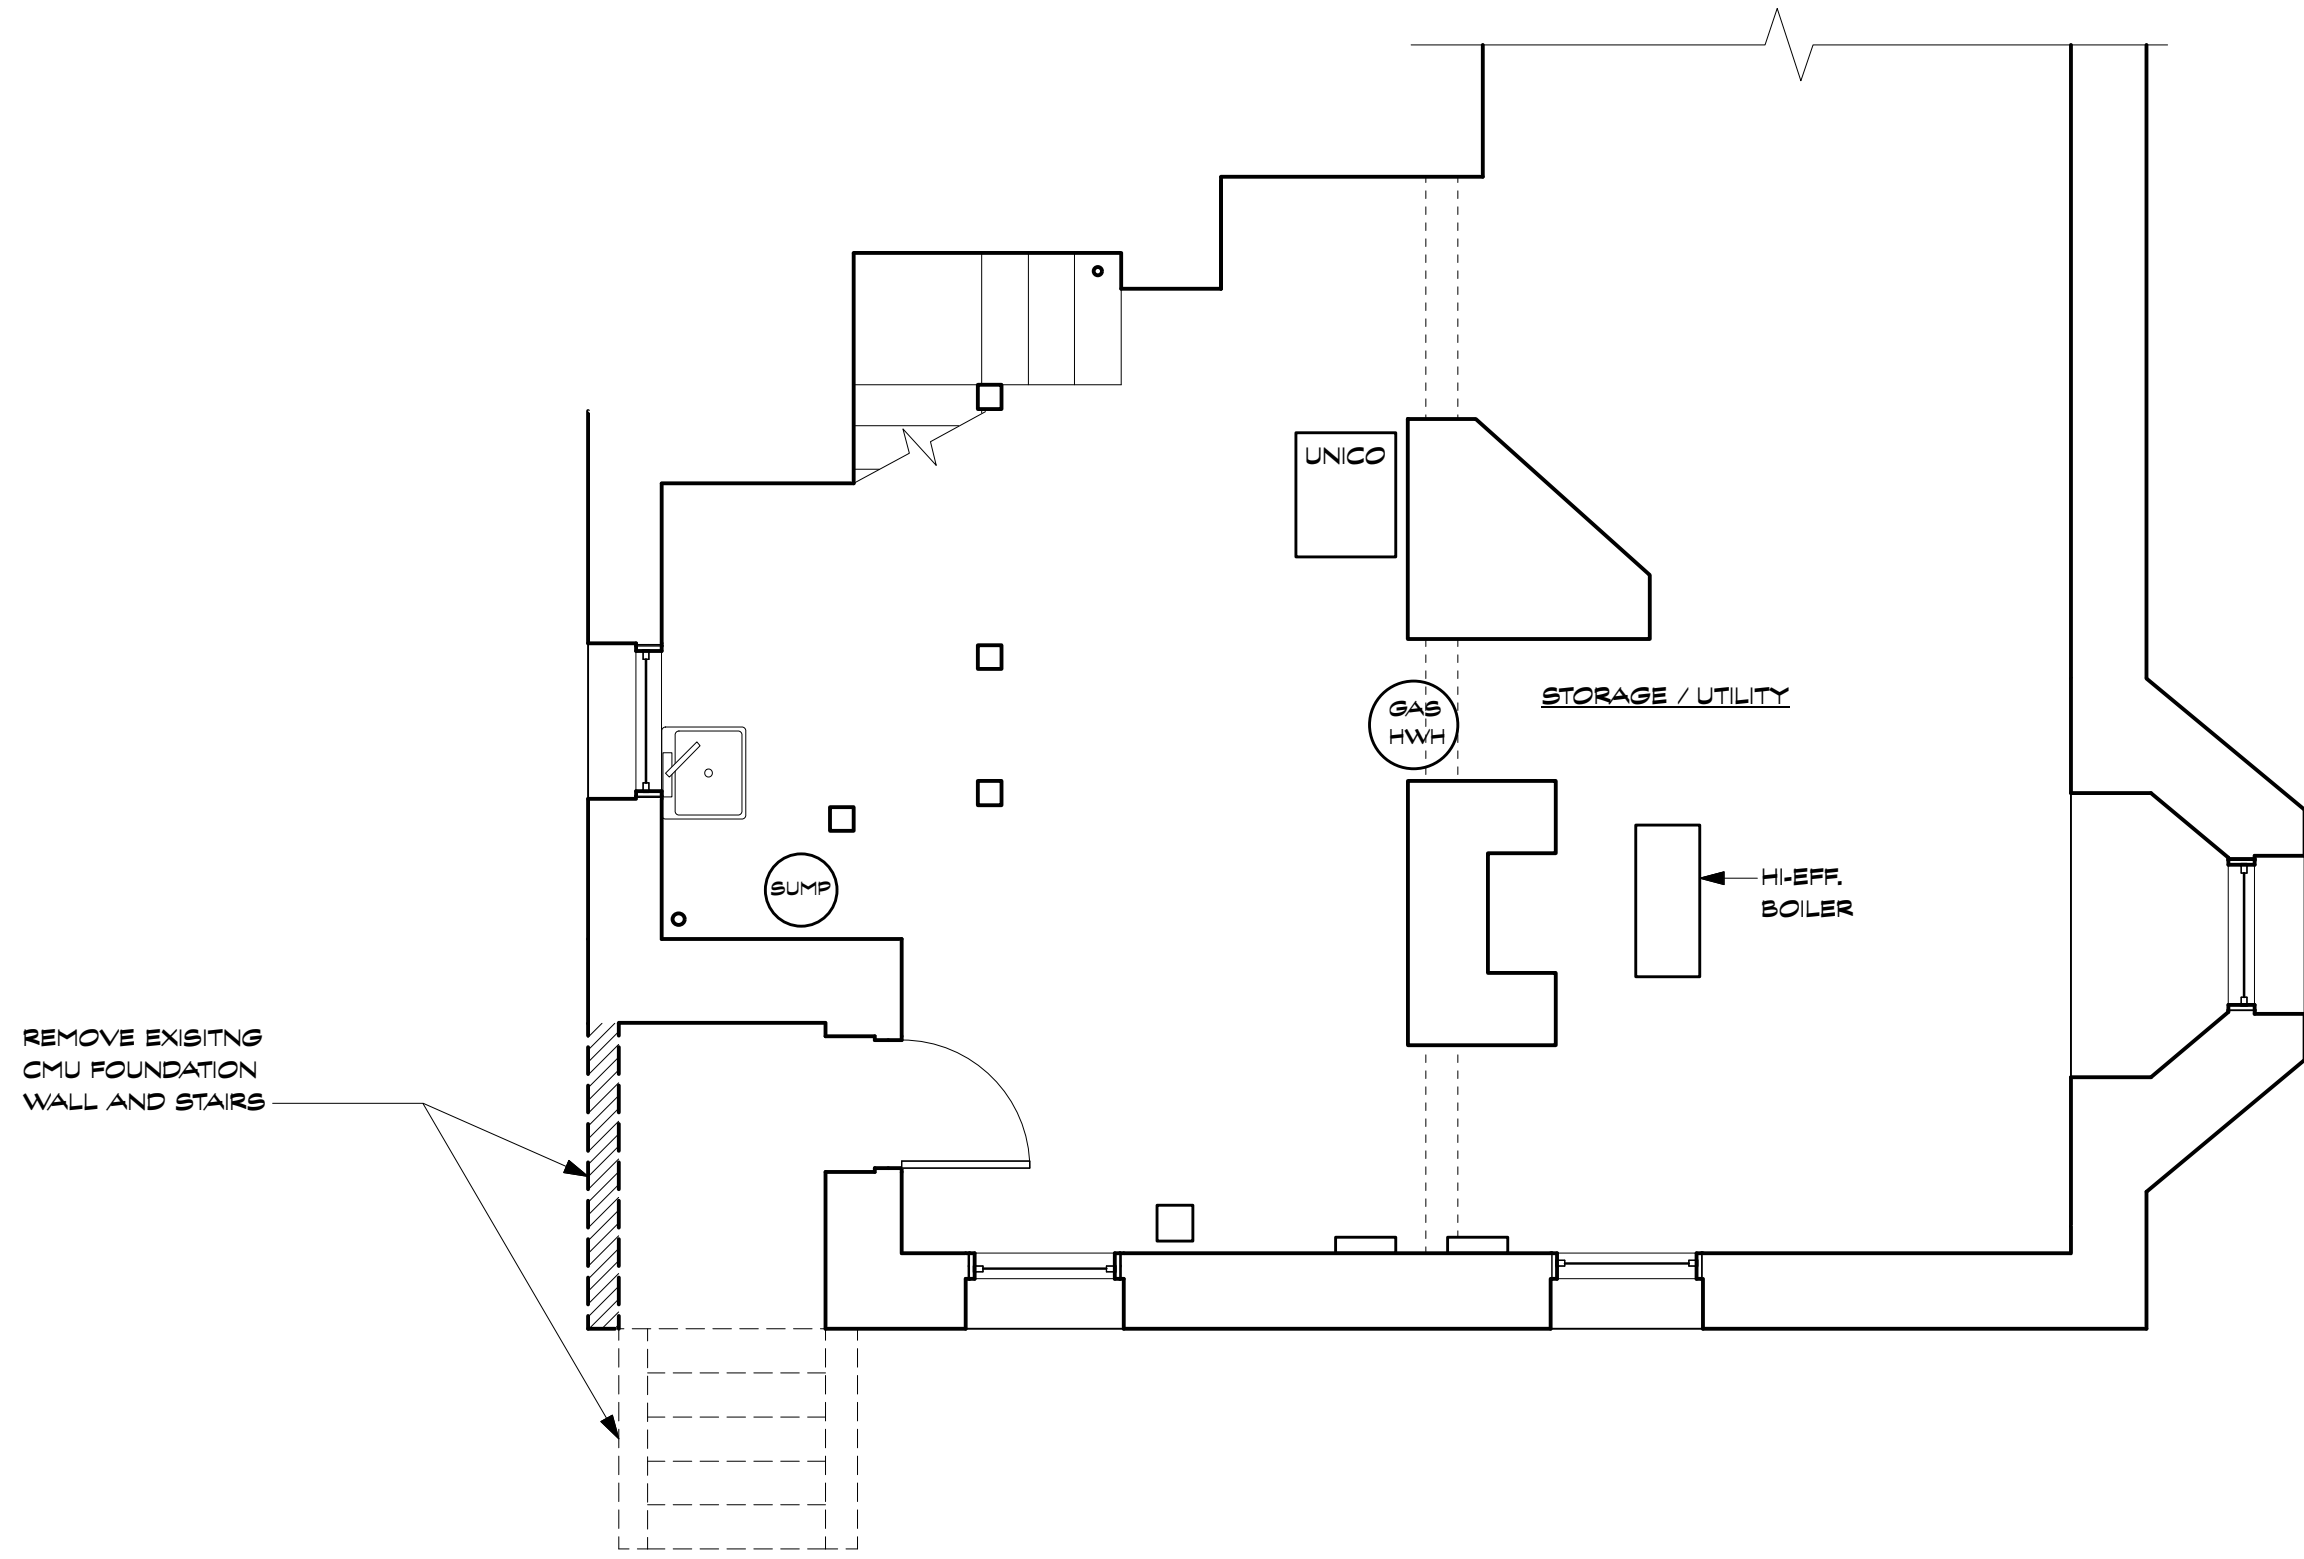 UNICO
STORAGE / UTILITY
GAS
HWH
HI-EFF.
BOILER
SUMP
REMOVE EXISITNG
CMU FOUNDATION
WALL AND STAIRS